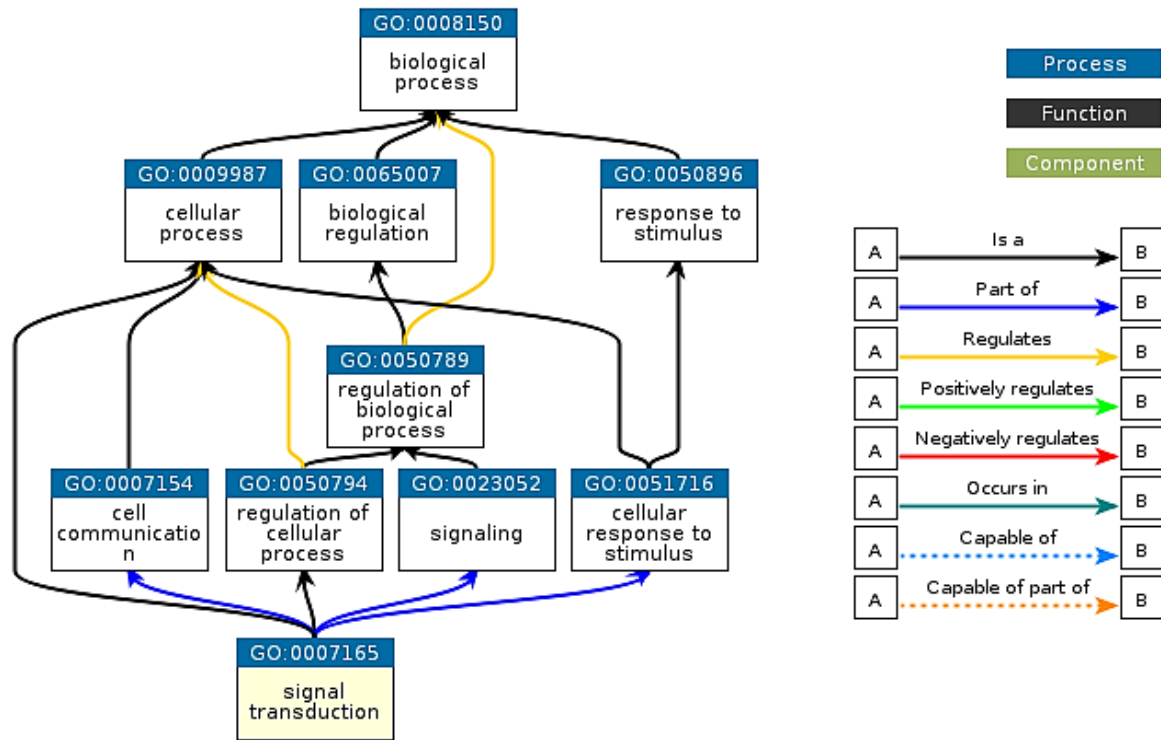 GO:0008150
biological
process
Process
Function
Component
GO:0009987
cellular
process
GO:0065007
biological
regulation
GO:0050896
response to
stimulus
GO:0050789
regulation of
biological
process
GO:0007154
cell
communicatio
n
GO:0050794
regulation of
cellular
process
GO:0023052
signaling
GO:0051716
cellular
response to
stimulus
GO:0007165
signal
transduction
A Is a B
A Part of B
A Regulates B
A Positively regulates B
A Negatively regulates B
A Occurs in B
A Capable of B
A Capable of part of B